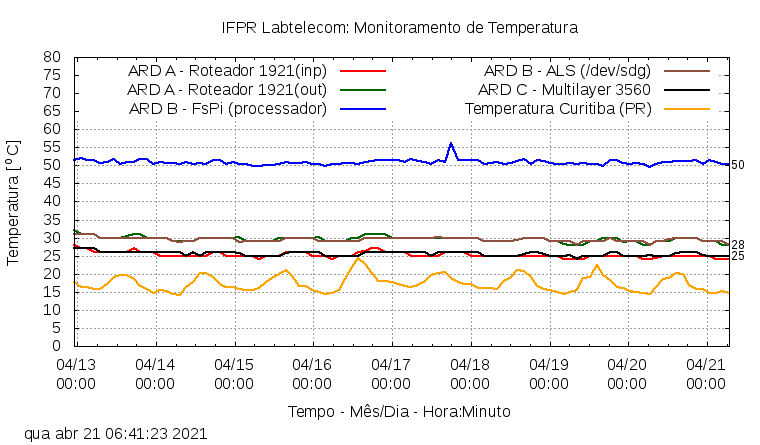 IFPR Labtelecom: Monitoramento de Temperatura
Temperatura [ºC]
80
75
70
65
60
55
50
45
40
35
30
25
20
15
10
5
0
ARD A - Roteador 1921(inp)
ARD A - Roteador 1921(out)
ARD B - FsPi (processador)
ARD B - ALS (/dev/sdg)
ARD C - Multilayer 3560
Temperatura Curitiba (PR)
50
28
25
04/13 04/14 04/15 04/16 04/17 04/18 04/19 04/20 04/21
00:00 00:00 00:00 00:00 00:00 00:00 00:00 00:00 00:00
Tempo - Mês/Dia - Hora:Minuto
qua abr 21 06:41:23 2021